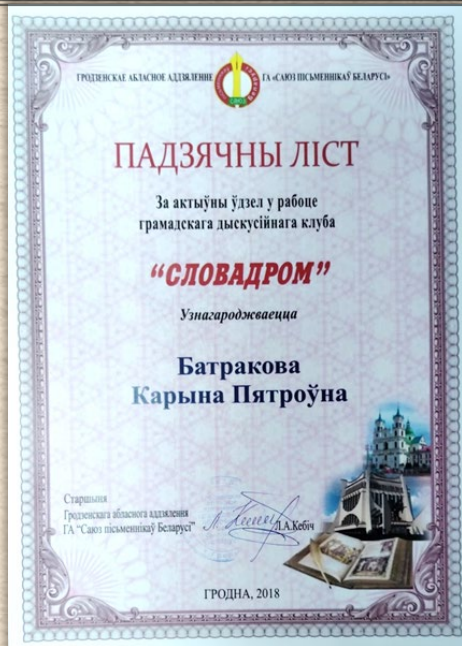 ГРОДЗЕНСКАЕ АБЛАСНОЕ АДДЗЯЛЕННЕ ГА «САЮЗ ПІСЬМЕННІКАЎ БЕЛАРУСІ»
ПАДЗЯЧНЫ ЛІСТ
За актыўны ўдзел у рабоце
грамадскага дыскусійнага клуба
“СЛОВАДРОМ”
Узнагароджваецца
Батракова
Карына Пятроўна
Старшыня
Гродзенскага абласнога аддзялення
ГА “Саюз пісьменнікаў Беларусі” Л.А.Кебіч
ГРОДНА, 2018